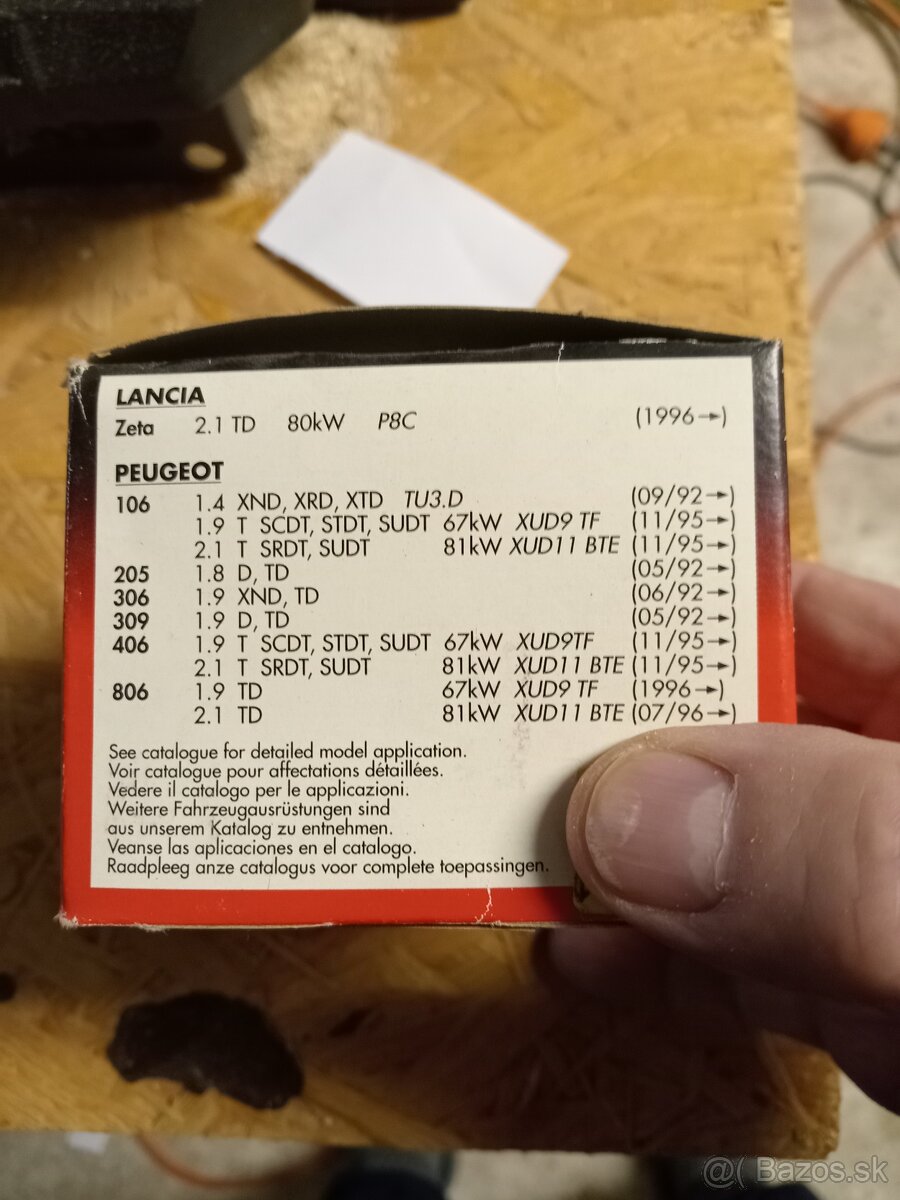 LANCIA
Zeta 2.1 TD 80kW P8C (1996→)
PEUGEOT
106 1.4 XND, XRD, XTD TU3.D (09/92→)
1.9 T SCDT, STDT, SUDT 67kW XUD9 TF (11/95→)
2.1 T SRDT, SUDT 81kW XUD11 BTE (11/95→)
205 1.8 D, TD (05/92→)
306 1.9 XND, TD (06/92→)
309 1.9 D, TD (05/92→)
406 1.9 T SCDT, STDT, SUDT 67kW XUD9TF (11/95→)
2.1 T SRDT, SUDT 81kW XUD11 BTE (11/95→)
806 1.9 TD 67kW XUD9 TF (1996→)
2.1 TD 81kW XUD11 BTE (07/96→)
See catalogue for detailed model application.
Voir catalogue pour affectations détaillées.
Vedere il catalogo per le applicazioni.
Weitere Fahrzeugausrüstungen sind
aus unserem Katalog zu entnehmen.
Veanse las aplicaciones en el catalogo.
Raadpleeg anze catalogus voor complete toepassingen.
@( Bazos.sk